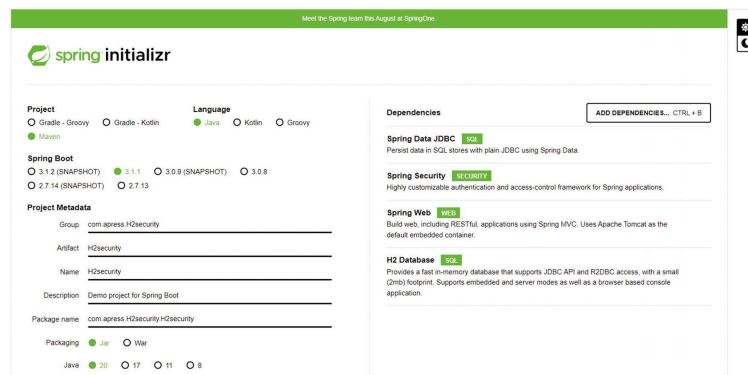 Meet the Spring team this August at SpringOne.
spring initializr
Project
Gradle - Groovy Gradle - Kotlin
Maven
Language
Java Kotlin Groovy
Spring Boot
3.1.2 (SNAPSHOT) 3.1.1 3.0.9 (SNAPSHOT) 3.0.8
2.7.14 (SNAPSHOT) 2.7.13
Project Metadata
Group com.apress.H2security
Artifact H2security
Name H2security
Description Demo project for Spring Boot
Package name com.apress.H2security.H2security
Packaging Jar War
Java 20 17 11 8
Dependencies
ADD DEPENDENCIES... CTRL + B
Spring Data JDBC SQL
Persist data in SQL stores with plain JDBC using Spring Data.
Spring Security SECURITY
Highly customizable authentication and access-control framework for Spring applications.
Spring Web WEB
Build web, including RESTful, applications using Spring MVC. Uses Apache Tomcat as the
default embedded container.
H2 Database SQL
Provides a fast in-memory database that supports JDBC API and R2DBC access, with a small
(2mb) footprint. Supports embedded and server modes as well as a browser based console
application.